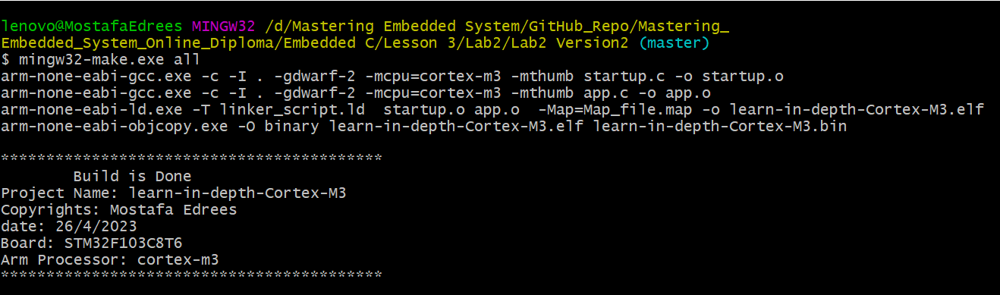 lenovo@MostafaEdrees MINGW32 /d/Mastering Embedded System/GitHub_Repo/Mastering_
Embedded_System_Online_Diploma/Embedded C/Lesson 3/Lab2/Lab2 Version2 (master)
$ mingw32-make.exe all
arm-none-eabi-gcc.exe -c -I . -gdwarf-2 -mcpu=cortex-m3 -mthumb startup.c -o startup.o
arm-none-eabi-gcc.exe -c -I . -gdwarf-2 -mcpu=cortex-m3 -mthumb app.c -o app.o
arm-none-eabi-ld.exe -T linker_script.ld  startup.o app.o  -Map=Map_file.map -o learn-in-depth-Cortex-M3.elf
arm-none-eabi-objcopy.exe -O binary learn-in-depth-Cortex-M3.elf learn-in-depth-Cortex-M3.bin
******************************************
        Build is Done
Project Name: learn-in-depth-Cortex-M3
Copyrights: Mostafa Edrees
date: 26/4/2023
Board: STM32F103C8T6
Arm Processor: cortex-m3
******************************************